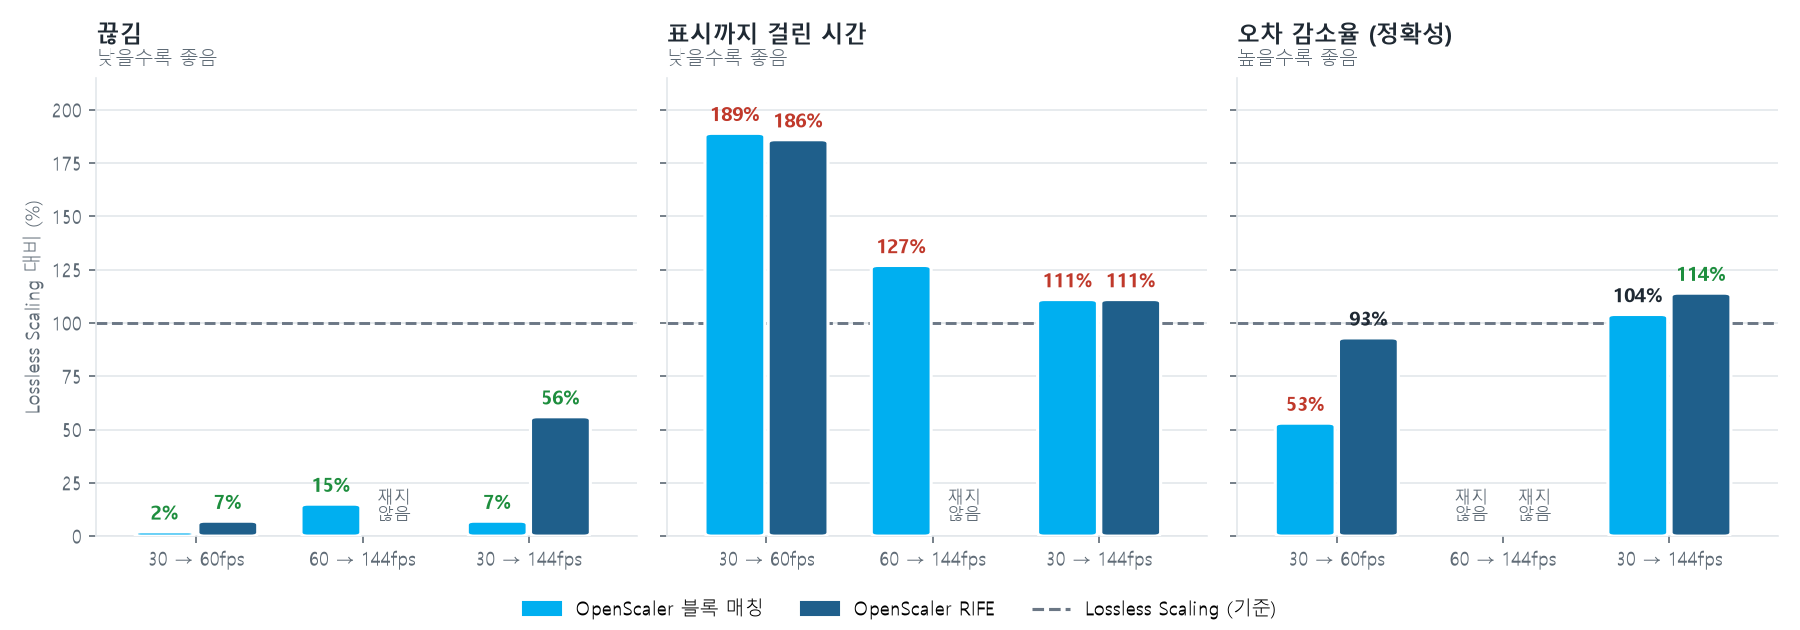 끊김
낮을수록 좋음
표시까지 걸린 시간
낮을수록 좋음
오차 감소율 (정확성)
높을수록 좋음
Lossless Scaling 대비 (%)
200
175
150
125
100
75
50
25
0
2%
7%
15%
재지
않음
7%
56%
30 → 60fps
60 → 144fps
30 → 144fps
189%
186%
127%
재지
않음
111%
111%
30 → 60fps
60 → 144fps
30 → 144fps
53%
93%
재지
않음
재지
않음
104%
114%
30 → 60fps
60 → 144fps
30 → 144fps
OpenScaler 블록 매칭
OpenScaler RIFE
Lossless Scaling (기준)